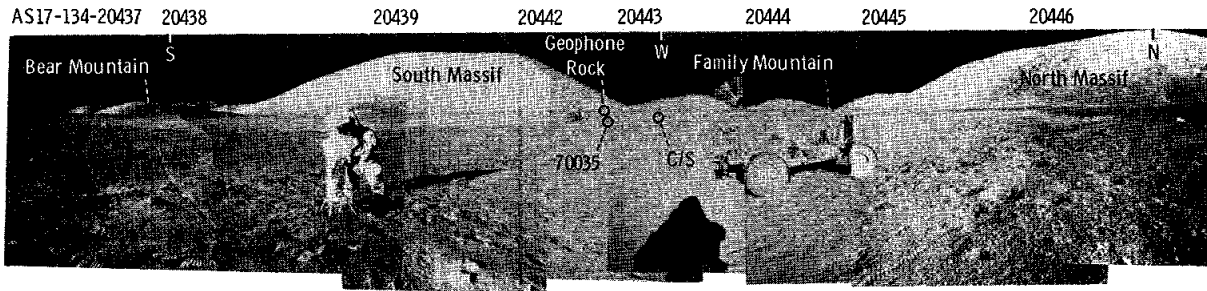 AS17-134-20437 20438 20439 20442 20443 20444 20445 20446
S W N
Geophone Rock
Bear Mountain
South Massif
Family Mountain
North Massif
70035
C/S